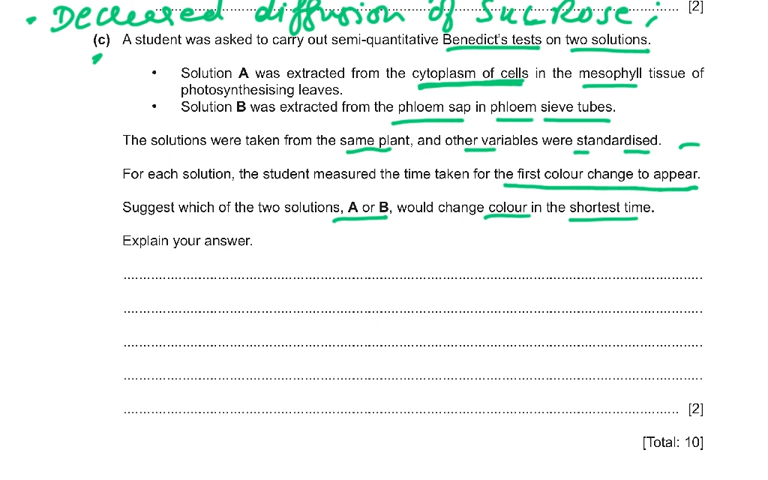 • Decreased diffusion of SUCROSE;
[2]
(c) A student was asked to carry out semi-quantitative Benedict's tests on two solutions.
• Solution A was extracted from the cytoplasm of cells in the mesophyll tissue of
photosynthesising leaves.
• Solution B was extracted from the phloem sap in phloem sieve tubes.
The solutions were taken from the same plant, and other variables were standardised.
For each solution, the student measured the time taken for the first colour change to appear.
Suggest which of the two solutions, A or B, would change colour in the shortest time.
Explain your answer.
[2]
[Total: 10]